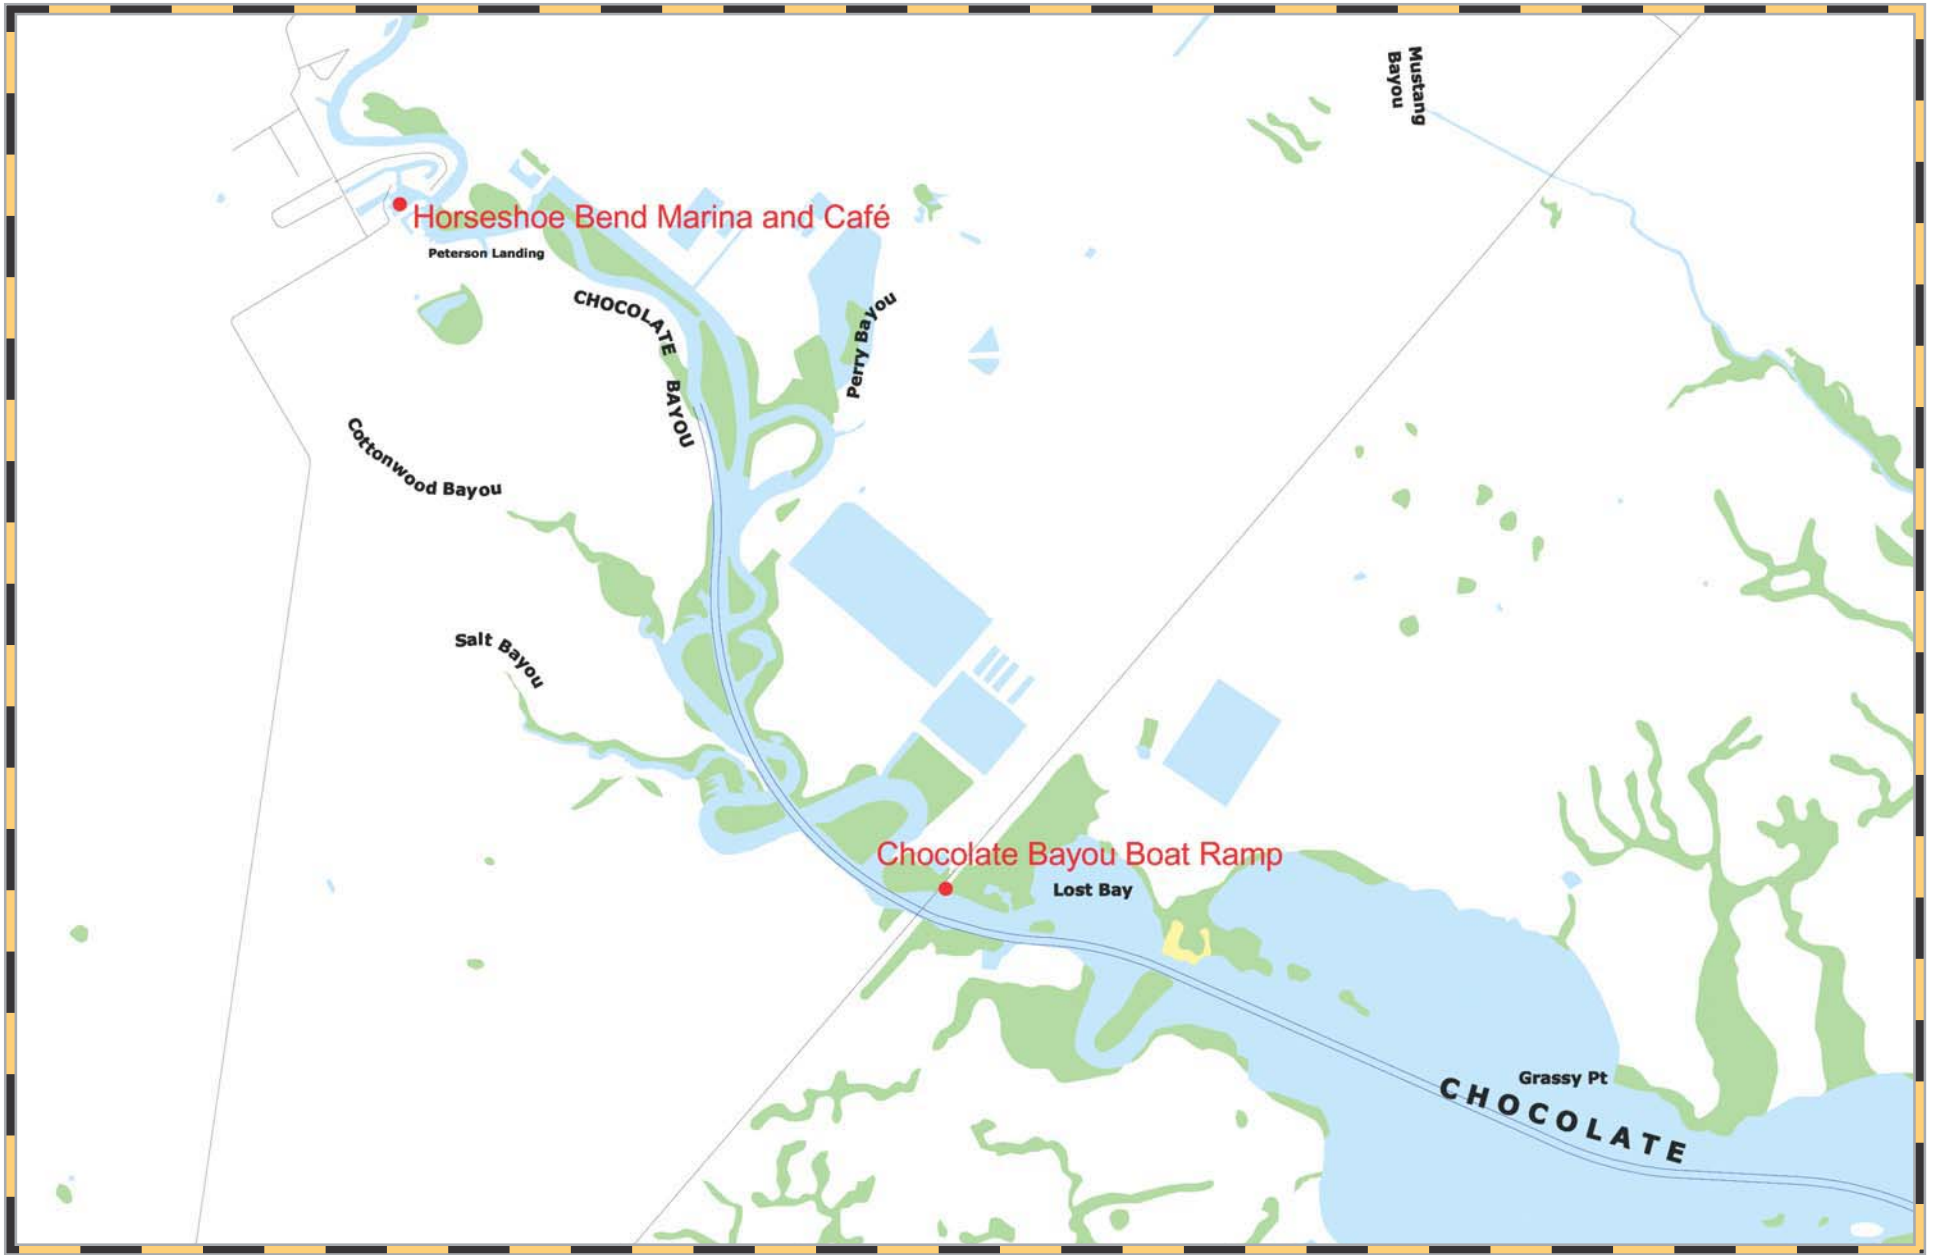 Mustang
Bayou
Horseshoe Bend Marina and Café
Peterson Landing
CHOCOLATE
BAYOU
Perry Bayou
Cottonwood Bayou
Salt Bayou
Chocolate Bayou Boat Ramp
Lost Bay
Grassy Pt
CHOCOLATE